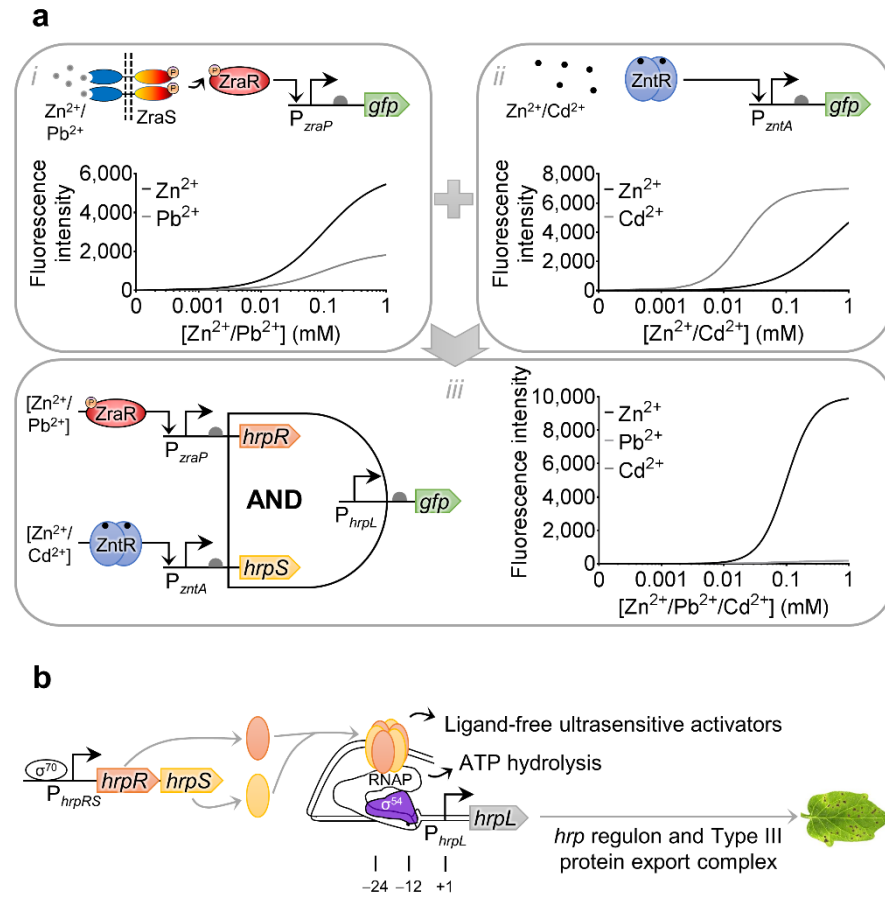 a
i
Zn²⁺/
Pb²⁺
ZraS
P
P
P
ZraR
PzraP
gfp
Fluorescence
intensity
6,000
4,000
2,000
0
Zn²⁺
Pb²⁺
0 0.001 0.01 0.1 1
[Zn²⁺/Pb²⁺] (mM)
ii
Zn²⁺/Cd²⁺
ZntR
PzntA
gfp
Fluorescence
intensity
8,000
6,000
4,000
2,000
0
Zn²⁺
Cd²⁺
0 0.001 0.01 0.1 1
[Zn²⁺/Cd²⁺] (mM)
iii
[Zn²⁺/
Pb²⁺]
P
ZraR
PzraP
hrpR
AND
PhrpL
gfp
[Zn²⁺/
Cd²⁺]
ZntR
PzntA
hrpS
Fluorescence intensity
10,000
8,000
6,000
4,000
2,000
0
Zn²⁺
Pb²⁺
Cd²⁺
0 0.001 0.01 0.1 1
[Zn²⁺/Pb²⁺/Cd²⁺] (mM)
b
σ⁷⁰
PhrpRS
hrpR
hrpS
Ligand-free ultrasensitive activators
ATP hydrolysis
RNAP
σ⁵⁴
PhrpL
hrpL
−24 −12 +1
hrp regulon and Type III
protein export complex